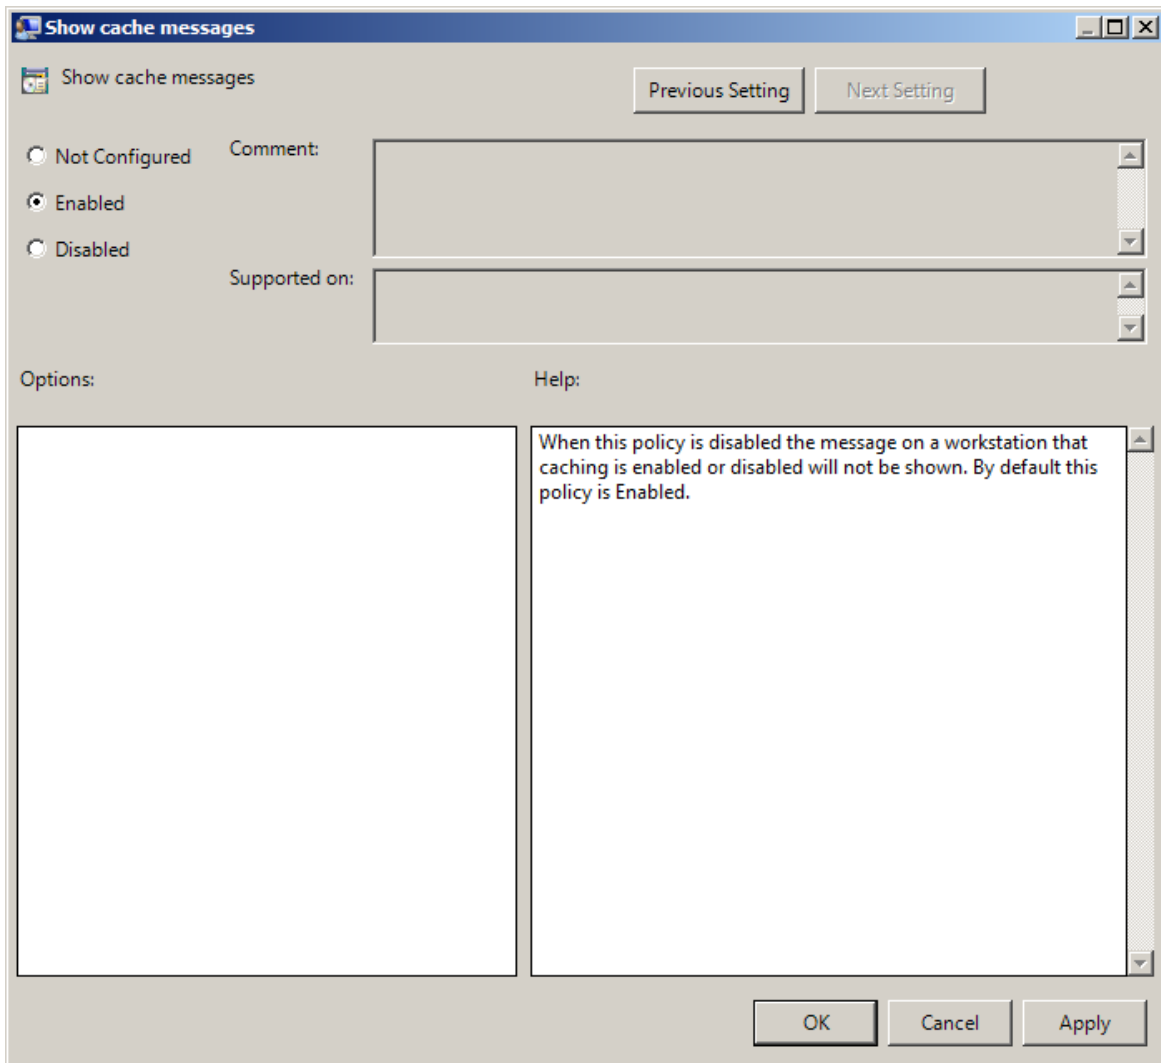 Show cache messages
Show cache messages
Previous Setting
Next Setting
Not Configured
Comment:
Enabled
Disabled
Supported on:
Options:
Help:
When this policy is disabled the message on a workstation that
caching is enabled or disabled will not be shown. By default this
policy is Enabled.
OK
Cancel
Apply